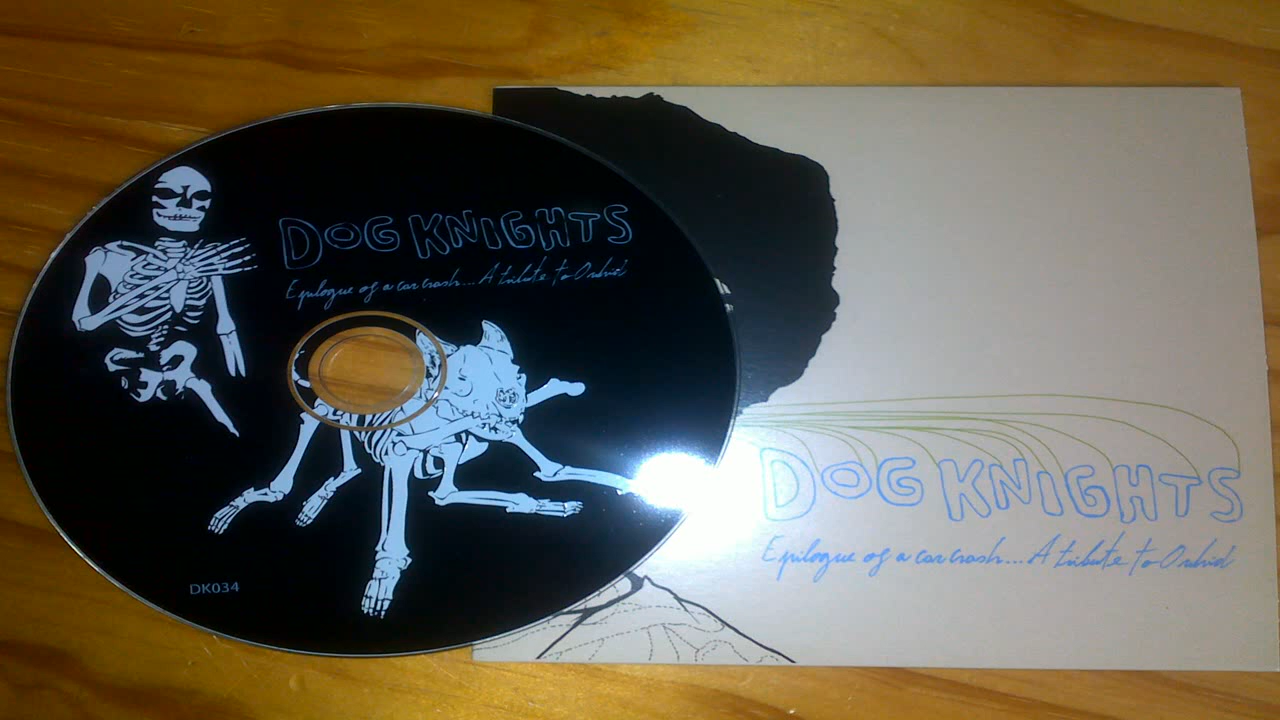 DOG KNIGHTS
Epilogue of a car crash... A tribute to Orchid
DK034
DOG KNIGHTS
Epilogue of a car crash... A tribute to Orchid